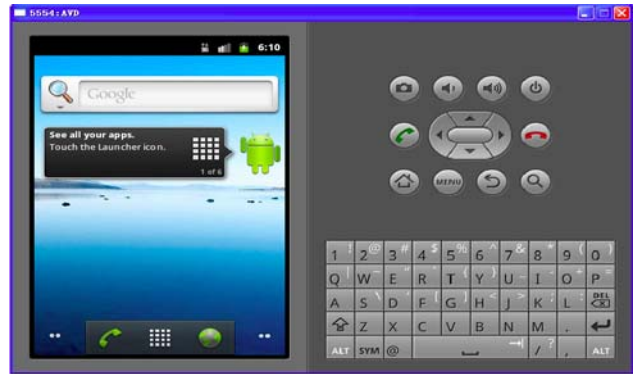 5554:AVD
6:10
Google
See all your apps.
Touch the Launcher icon.
1 of 6
MENU
1 ! 2 @ 3 # 4 $ 5 % 6 ^ 7 & 8 * 9 ( 0 )
Q | W ~ E " R ` T { Y } U - I - O + P =
A S \ D ' F [ G ] H < J > K ; L : DEL
Z X C V B N M .
ALT SYM @ / ? , ALT